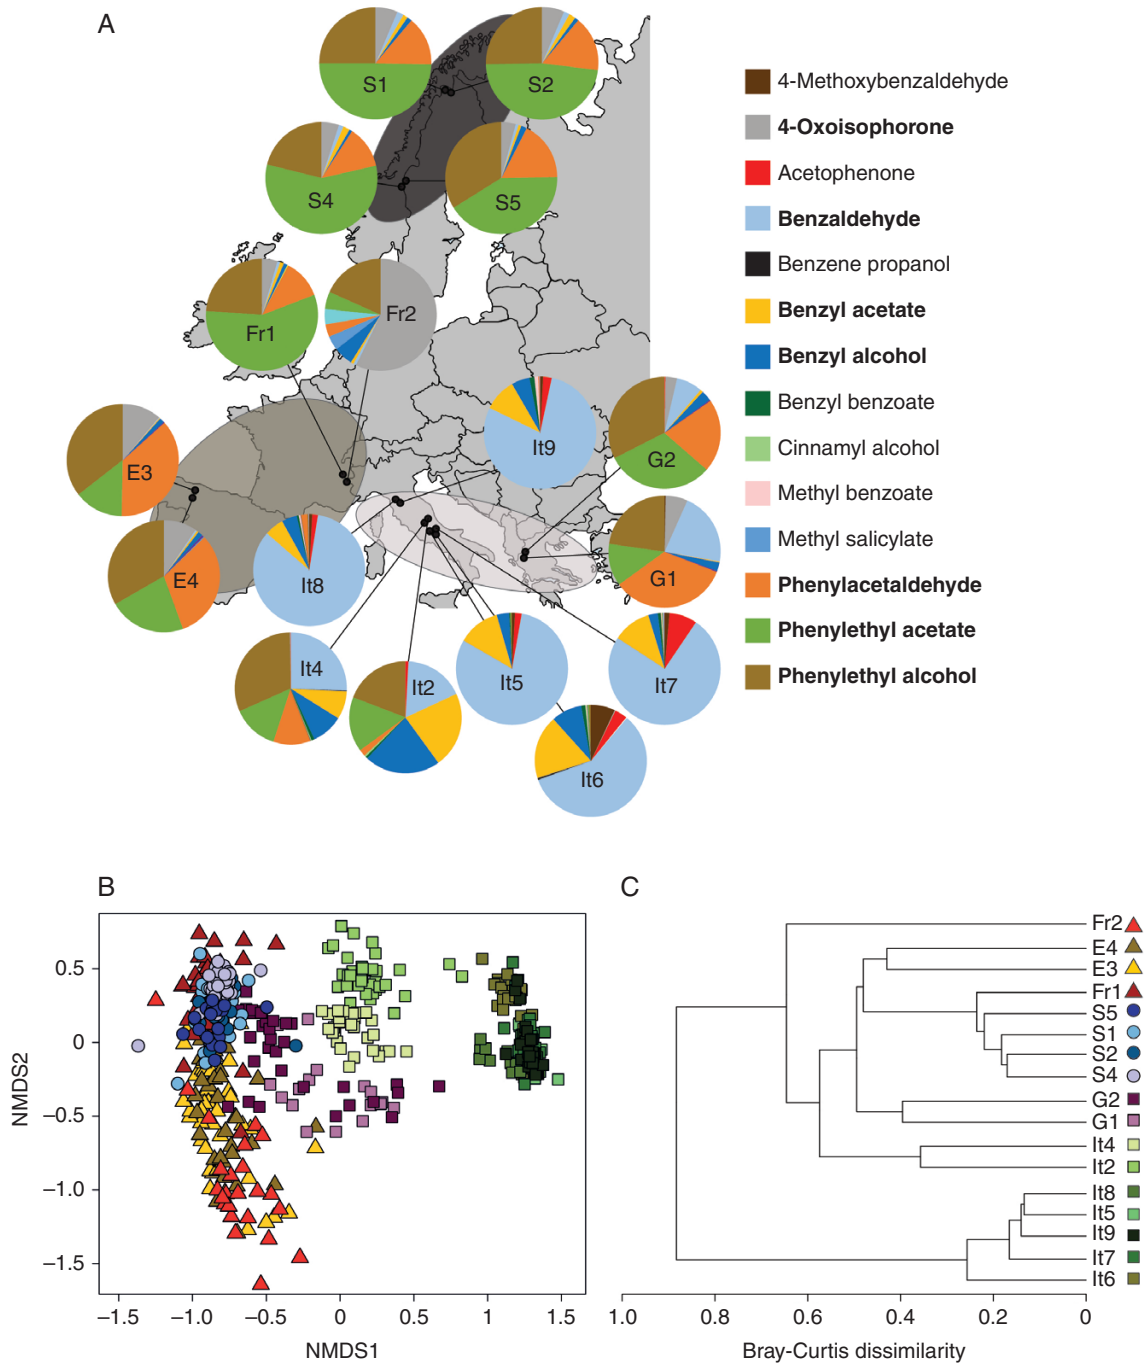 A
S1
S2
S4
S5
Fr1
Fr2
E3
E4
It9
G2
G1
It8
It4
It2
It5
It7
It6
4-Methoxybenzaldehyde
4-Oxoisophorone
Acetophenone
Benzaldehyde
Benzene propanol
Benzyl acetate
Benzyl alcohol
Benzyl benzoate
Cinnamyl alcohol
Methyl benzoate
Methyl salicylate
Phenylacetaldehyde
Phenylethyl acetate
Phenylethyl alcohol
B
NMDS2
0.5
0
−0.5
−1.0
−1.5
−1.5 −1.0 −0.5 0 0.5 1 1.5
NMDS1
C
Fr2
E4
E3
Fr1
S5
S1
S2
S4
G2
G1
It4
It2
It8
It5
It9
It7
It6
1.0 0.8 0.6 0.4 0.2 0
Bray-Curtis dissimilarity